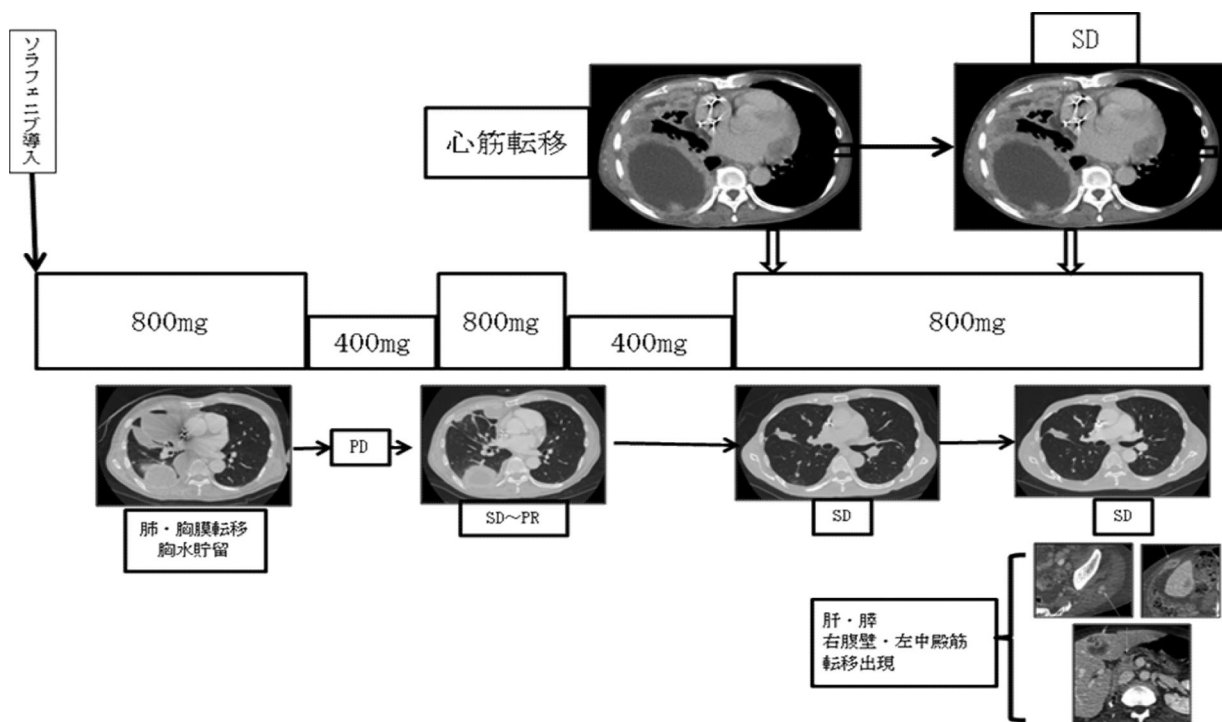 ソラフェニブ導入
SD
心筋転移
800mg
400mg
800mg
400mg
800mg
PD
肺・胸膜転移
胸水貯留
SD～PR
SD
SD
肝・膵
右腹壁・左中殿筋
転移出現